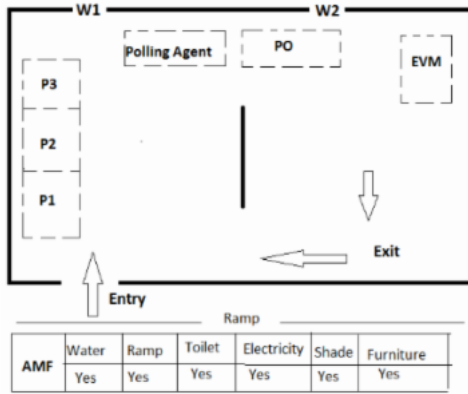 W1 W2
Polling Agent PO EVM
P3
P2
P1
Exit
Entry
Ramp
AMF Water Ramp Toilet Electricity Shade Furniture
Yes Yes Yes Yes Yes Yes